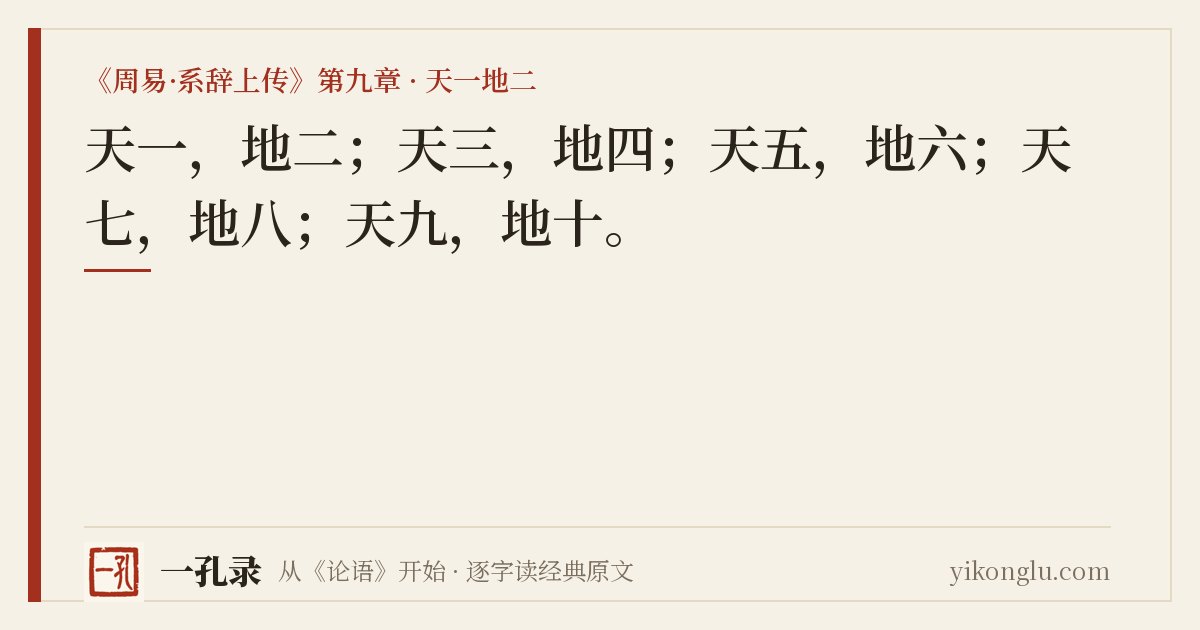 《周易·系辞上传》第九章 · 天一地二
天一，地二；天三，地四；天五，地六；天
七，地八；天九，地十。
一孔
一孔录 从《论语》开始 · 逐字读经典原文 yikonglu.com